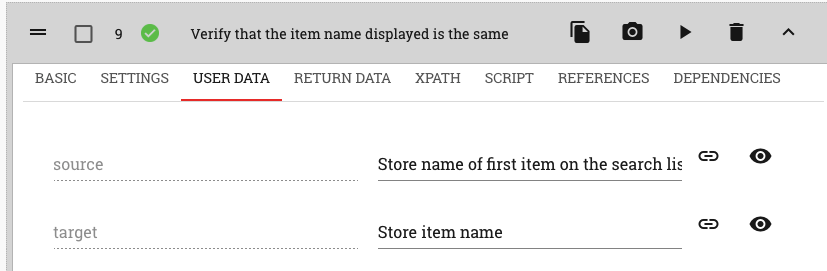 9 Verify that the item name displayed is the same
BASIC SETTINGS USER DATA RETURN DATA XPATH SCRIPT REFERENCES DEPENDENCIES
source Store name of first item on the search lis
target Store item name